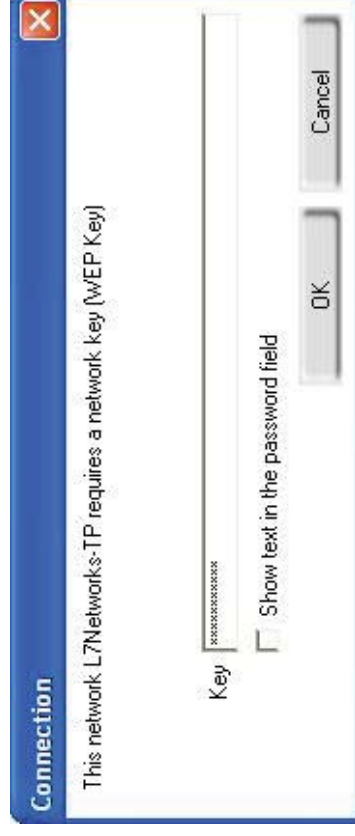 Connection
This network L7Networks-TP requires a network key (WEP Key)
Key xxxxxxxxxxx
Show text in the password field
OK Cancel